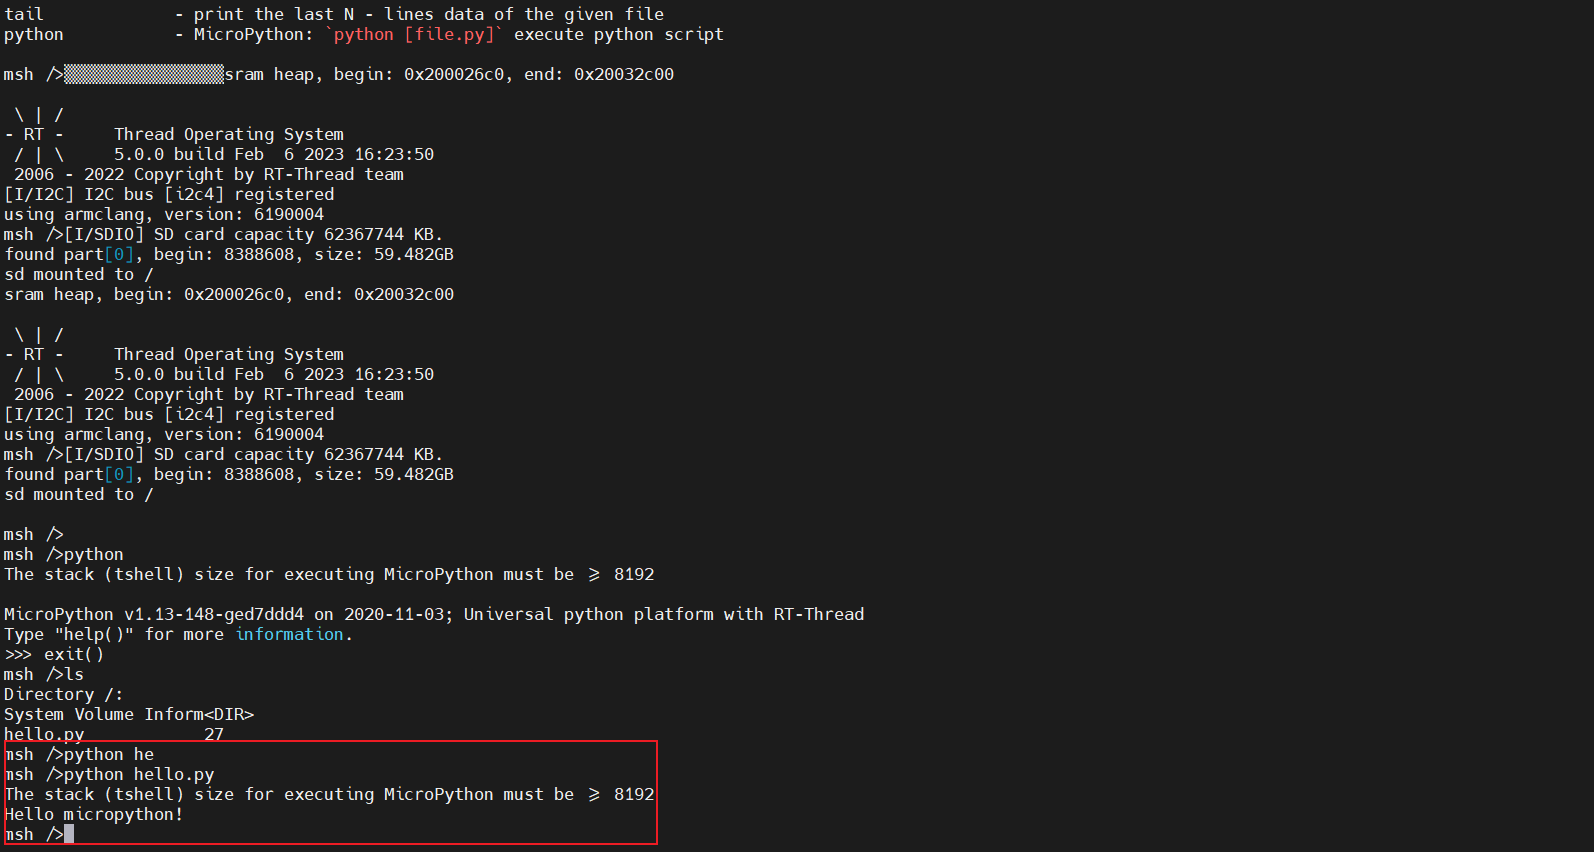 tail - print the last N - lines data of the given file
python - MicroPython: `python [file.py]` execute python script
msh />▒▒▒▒▒▒▒▒▒▒▒▒▒▒▒▒sram heap, begin: 0x200026c0, end: 0x20032c00
\ | /
- RT - Thread Operating System
/ | \ 5.0.0 build Feb 6 2023 16:23:50
2006 - 2022 Copyright by RT-Thread team
[I/I2C] I2C bus [i2c4] registered
using armclang, version: 6190004
msh />[I/SDIO] SD card capacity 62367744 KB.
found part[0], begin: 8388608, size: 59.482GB
sd mounted to /
sram heap, begin: 0x200026c0, end: 0x20032c00
\ | /
- RT - Thread Operating System
/ | \ 5.0.0 build Feb 6 2023 16:23:50
2006 - 2022 Copyright by RT-Thread team
[I/I2C] I2C bus [i2c4] registered
using armclang, version: 6190004
msh />[I/SDIO] SD card capacity 62367744 KB.
found part[0], begin: 8388608, size: 59.482GB
sd mounted to /
msh />
msh />python
The stack (tshell) size for executing MicroPython must be ⩾ 8192
MicroPython v1.13-148-ged7ddd4 on 2020-11-03; Universal python platform with RT-Thread
Type "help()" for more information.
>>> exit()
msh />ls
Directory /:
System Volume Inform<DIR>
hello.py 27
msh />python he
msh />python hello.py
The stack (tshell) size for executing MicroPython must be ⩾ 8192
Hello micropython!
msh />